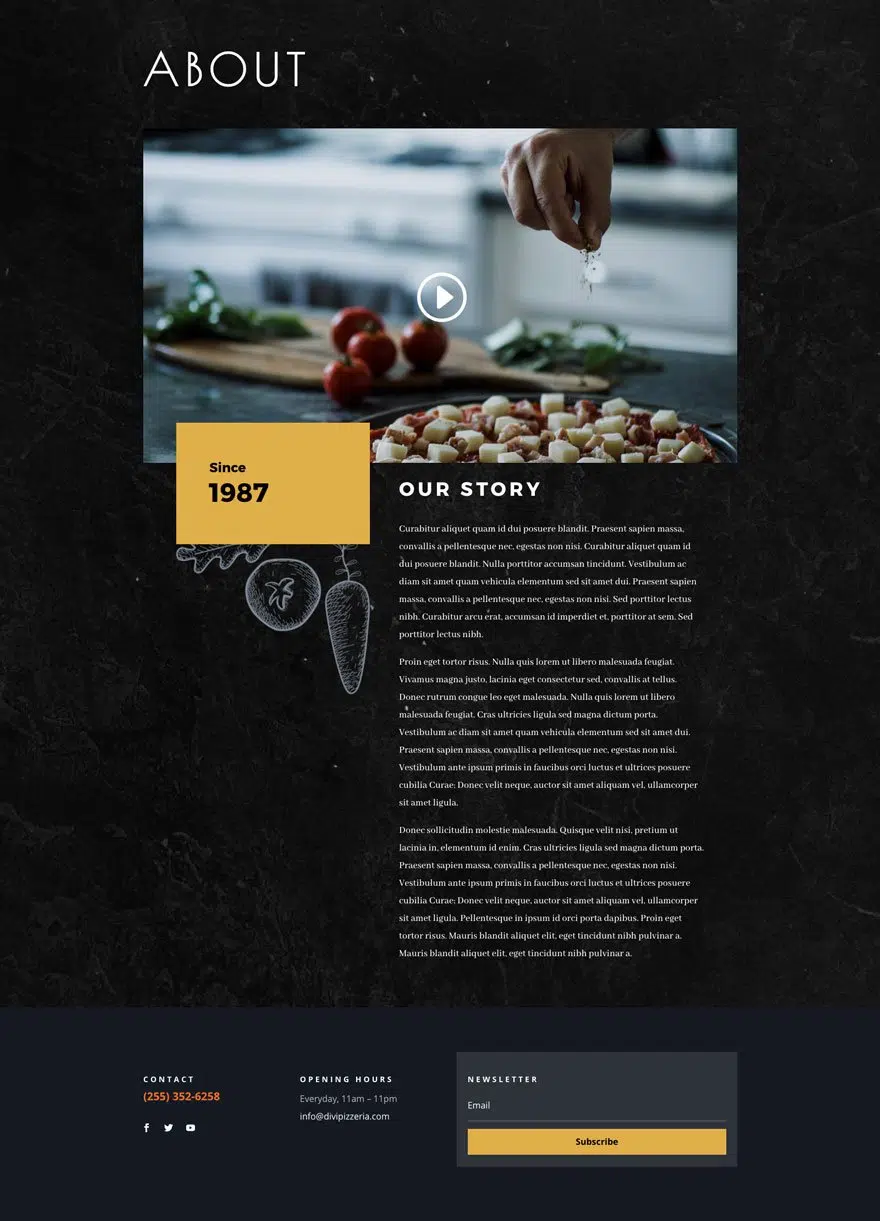 ABOUT
Since
1987
OUR STORY
Curabitur aliquet quam id dui posuere blandit. Praesent sapien massa,
convallis a pellentesque nec, egestas non nisi. Curabitur aliquet quam id
dui posuere blandit. Nulla porttitor accumsan tincidunt. Vestibulum ac
diam sit amet quam vehicula elementum sed sit amet dui. Praesent sapien
massa, convallis a pellentesque nec, egestas non nisi. Sed porttitor lectus
nibh. Curabitur arcu erat, accumsan id imperdiet et, porttitor at sem. Sed
porttitor lectus nibh.
Proin eget tortor risus. Nulla quis lorem ut libero malesuada feugiat.
Vivamus magna justo, lacinia eget consectetur sed, convallis at tellus.
Donec rutrum congue leo eget malesuada. Nulla quis lorem ut libero
malesuada feugiat. Cras ultricies ligula sed magna dictum porta.
Vestibulum ac diam sit amet quam vehicula elementum sed sit amet dui.
Praesent sapien massa, convallis a pellentesque nec, egestas non nisi.
Vestibulum ante ipsum primis in faucibus orci luctus et ultrices posuere
cubilia Curae; Donec velit neque, auctor sit amet aliquam vel, ullamcorper
sit amet ligula.
Donec sollicitudin molestie malesuada. Quisque velit nisi, pretium ut
lacinia in, elementum id enim. Cras ultricies ligula sed magna dictum porta.
Praesent sapien massa, convallis a pellentesque nec, egestas non nisi.
Vestibulum ante ipsum primis in faucibus orci luctus et ultrices posuere
cubilia Curae; Donec velit neque, auctor sit amet aliquam vel, ullamcorper
sit amet ligula. Pellentesque in ipsum id orci porta dapibus. Proin eget
tortor risus. Mauris blandit aliquet elit, eget tincidunt nibh pulvinar a.
Mauris blandit aliquet elit, eget tincidunt nibh pulvinar a.
CONTACT
(255) 352-6258
OPENING HOURS
Everyday, 11am – 11pm
info@divipizzeria.com
NEWSLETTER
Email
Subscribe